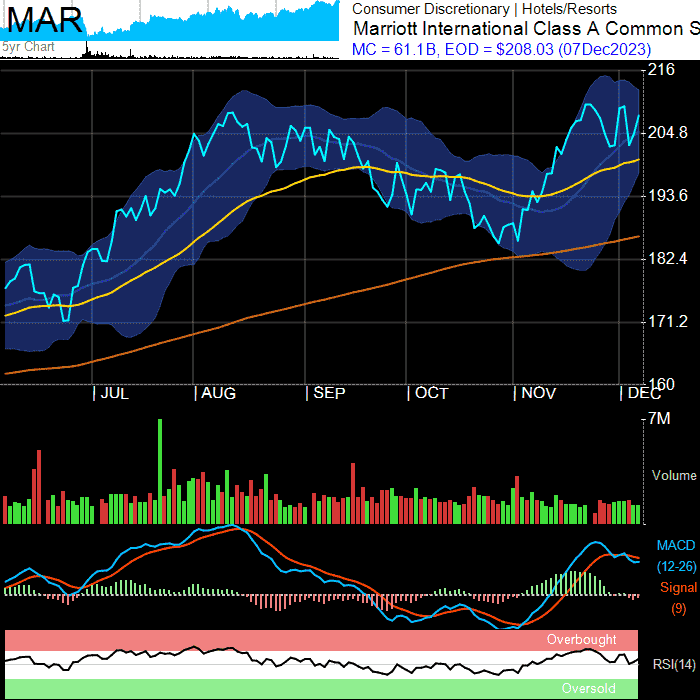 MAR
5yr Chart
Consumer Discretionary | Hotels/Resorts
Marriott International Class A Common S
MC = 61.1B, EOD = $208.03 (07Dec2023)
216
204.8
193.6
182.4
171.2
160
| JUL | AUG | SEP | OCT | NOV | DEC
7M
Volume
MACD
(12-26)
Signal
(9)
Overbought
RSI(14)
Oversold